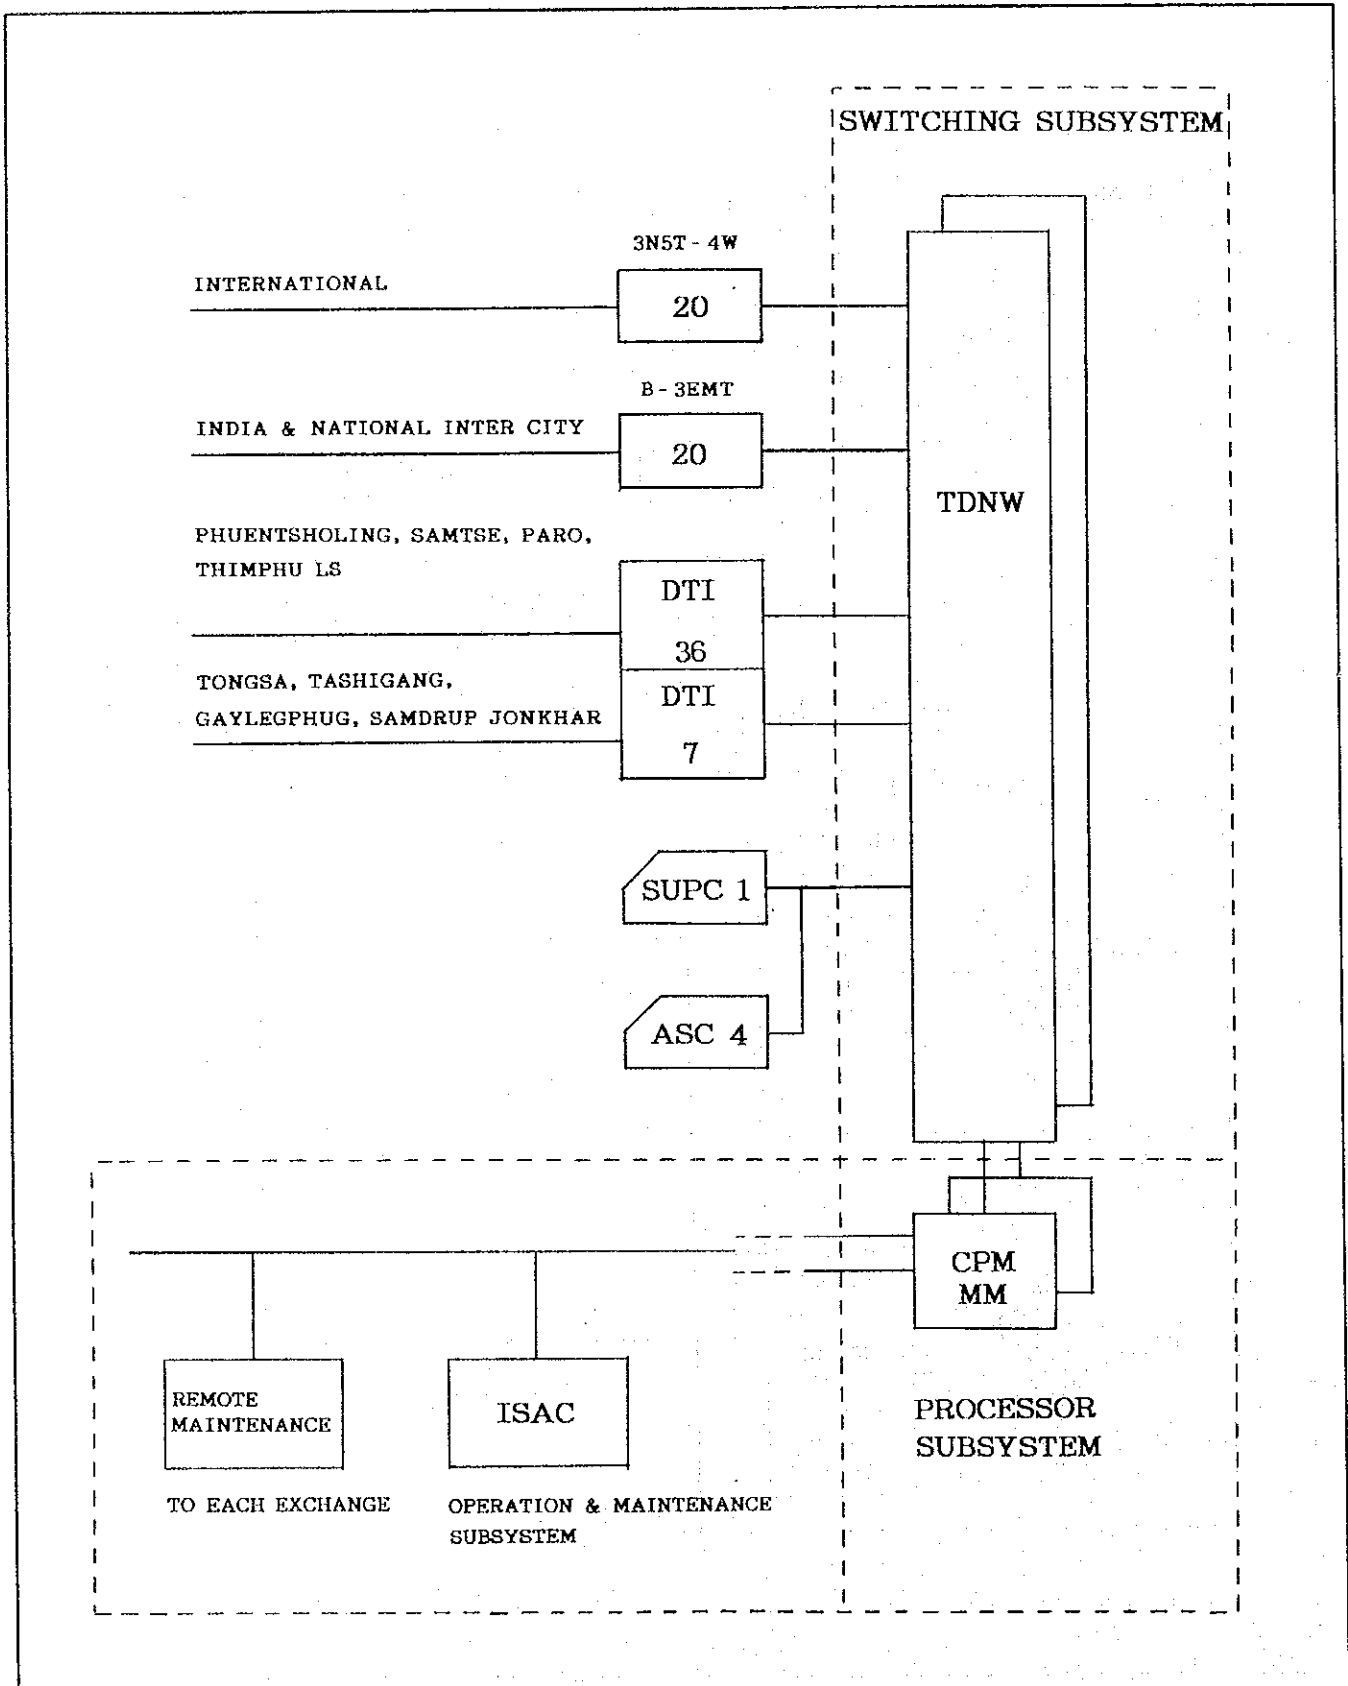 SWITCHING SUBSYSTEM
3N5T - 4W
INTERNATIONAL
20
B - 3EMT
INDIA & NATIONAL INTER CITY
20
TDNW
PHUENTSHOLING, SAMTSE, PARO,
THIMPHU LS
DTI
36
TONGSA, TASHIGANG,
GAYLEGPHUG, SAMDRUP JONKHAR
DTI
7
SUPC 1
ASC 4
CPM
MM
REMOTE
MAINTENANCE
ISAC
PROCESSOR
SUBSYSTEM
TO EACH EXCHANGE
OPERATION & MAINTENANCE
SUBSYSTEM